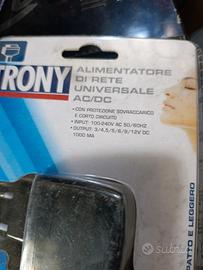 TRONY
ALIMENTATORE
DI RETE
UNIVERSALE
AC/DC
• CON PROTEZIONE SOVRACCARICO
E CORTO CIRCUITO
• INPUT: 100-240V AC 50/60HZ
• OUTPUT: 3/4,5/5/6/9/12V DC
1000 MA
PATTO E LEGGERO
subito